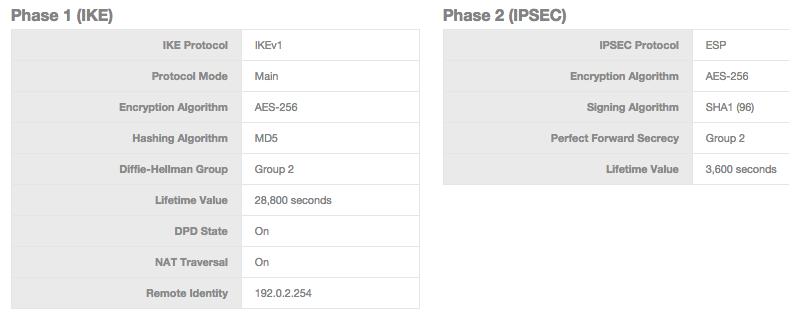 Phase 1 (IKE)
IKE Protocol IKEv1
Protocol Mode Main
Encryption Algorithm AES-256
Hashing Algorithm MD5
Diffie-Hellman Group Group 2
Lifetime Value 28,800 seconds
DPD State On
NAT Traversal On
Remote Identity 192.0.2.254
Phase 2 (IPSEC)
IPSEC Protocol ESP
Encryption Algorithm AES-256
Signing Algorithm SHA1 (96)
Perfect Forward Secrecy Group 2
Lifetime Value 3,600 seconds